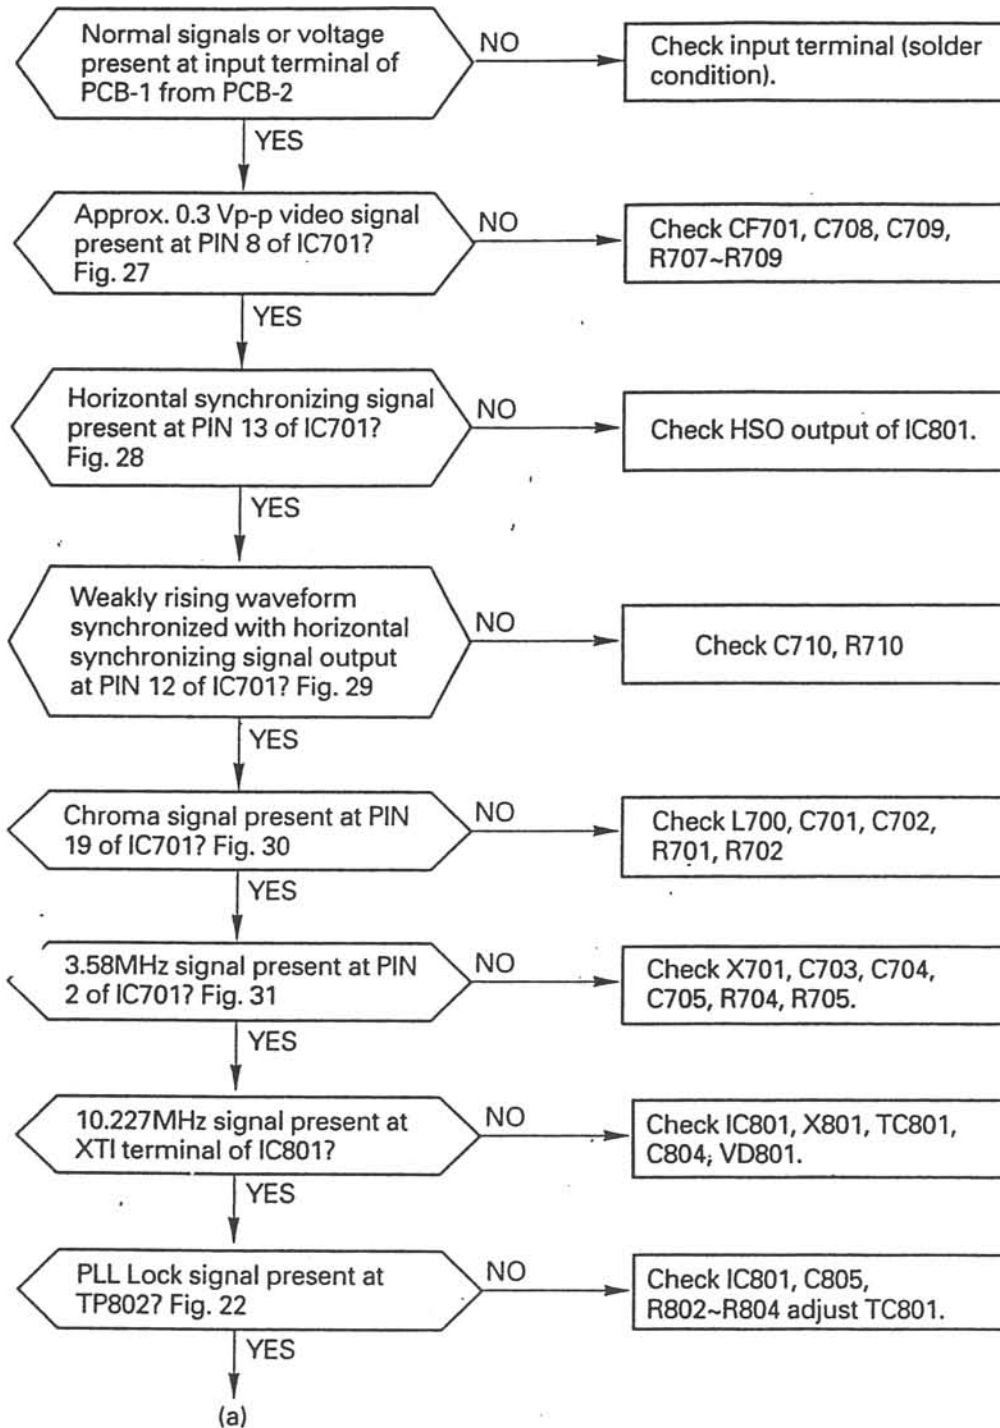 Normal signals or voltage
present at input terminal of
PCB-1 from PCB-2
NO
Check input terminal (solder
condition).
YES
Approx. 0.3 Vp-p video signal
present at PIN 8 of IC701?
Fig. 27
NO
Check CF701, C708, C709,
R707~R709
YES
Horizontal synchronizing signal
present at PIN 13 of IC701?
Fig. 28
NO
Check HSO output of IC801.
YES
Weakly rising waveform
synchronized with horizontal
synchronizing signal output
at PIN 12 of IC701? Fig. 29
NO
Check C710, R710
YES
Chroma signal present at PIN
19 of IC701? Fig. 30
NO
Check L700, C701, C702,
R701, R702
YES
3.58MHz signal present at PIN
2 of IC701? Fig. 31
NO
Check X701, C703, C704,
C705, R704, R705.
YES
10.227MHz signal present at
XTI terminal of IC801?
NO
Check IC801, X801, TC801,
C804, VD801.
YES
PLL Lock signal present at
TP802? Fig. 22
NO
Check IC801, C805,
R802~R804 adjust TC801.
YES
(a)